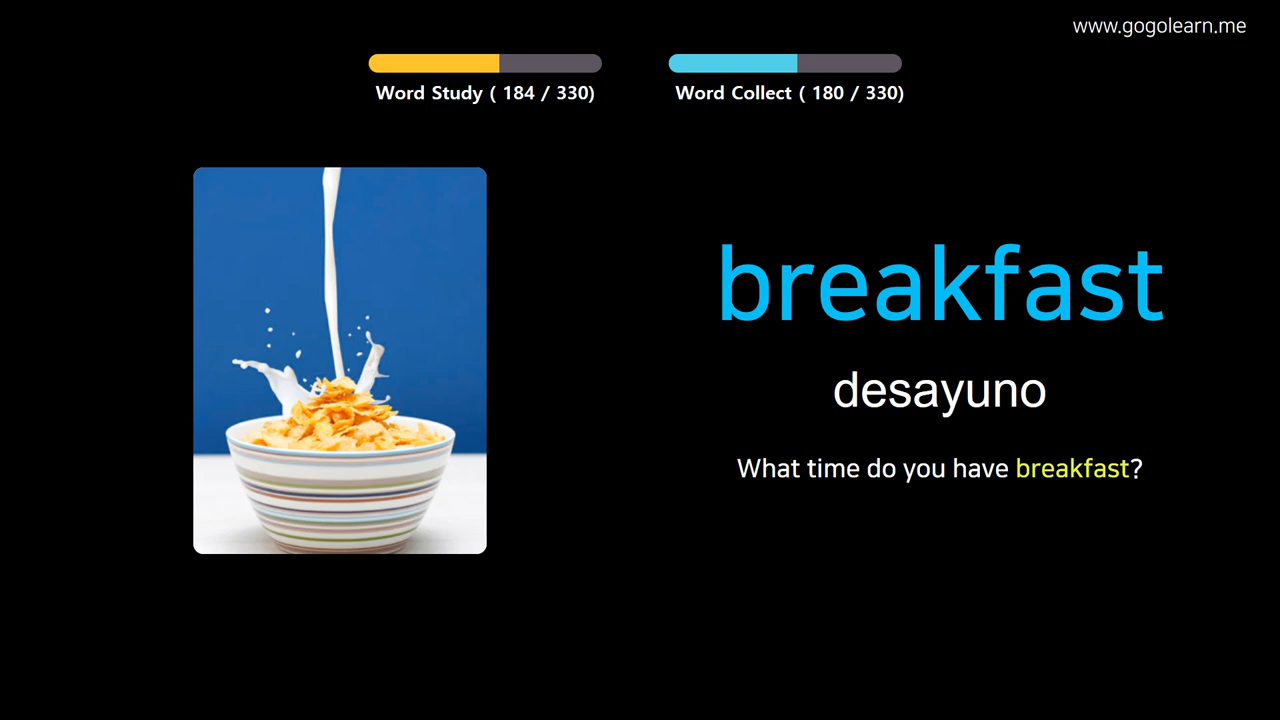 www.gogolearn.me
Word Study ( 184 / 330)
Word Collect ( 180 / 330)
breakfast
desayuno
What time do you have breakfast?